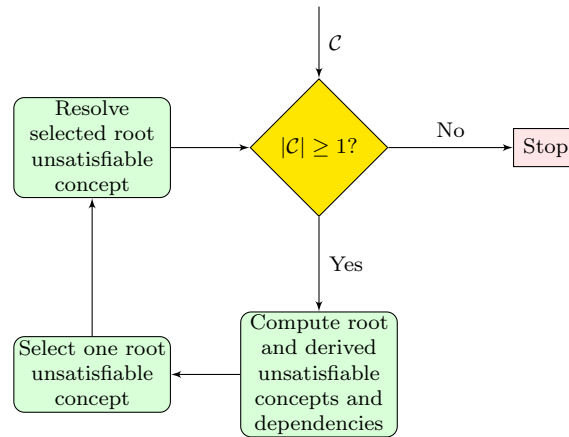 𝒞
Resolve
selected root
unsatisfiable
concept
|𝒞| ≥ 1?
No
Stop
Yes
Compute root
and derived
unsatisfiable
concepts and
dependencies
Select one root
unsatisfiable
concept